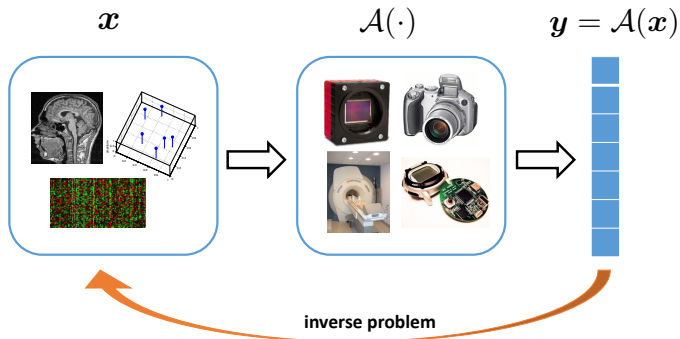 𝒙
𝒜(·)
𝒚 = 𝒜(𝒙)
inverse problem